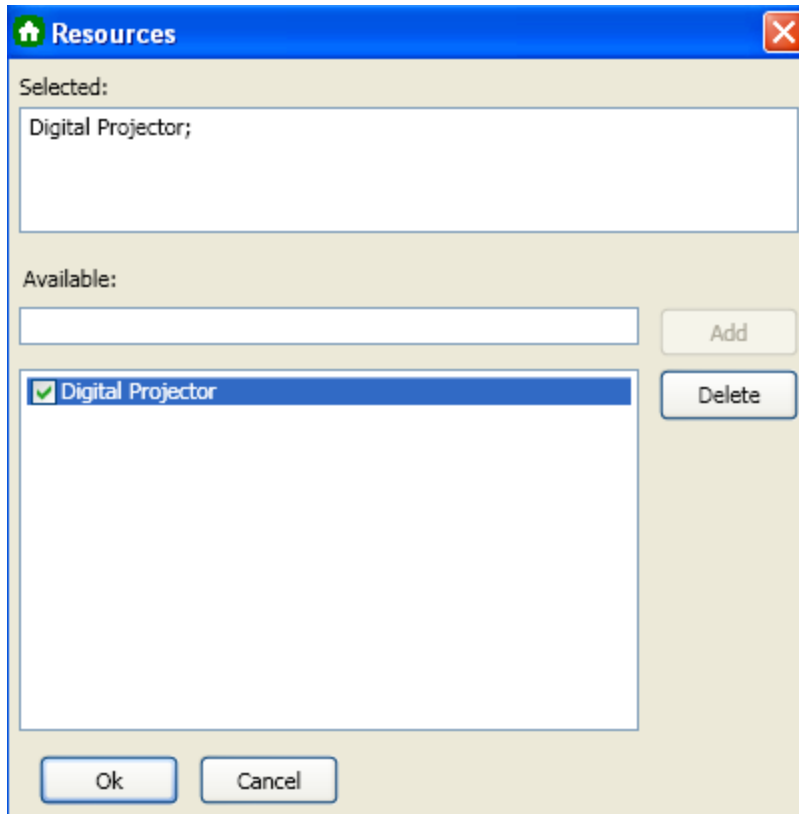 Resources
Selected:
Digital Projector;
Available:
Add
Digital Projector
Delete
Ok
Cancel